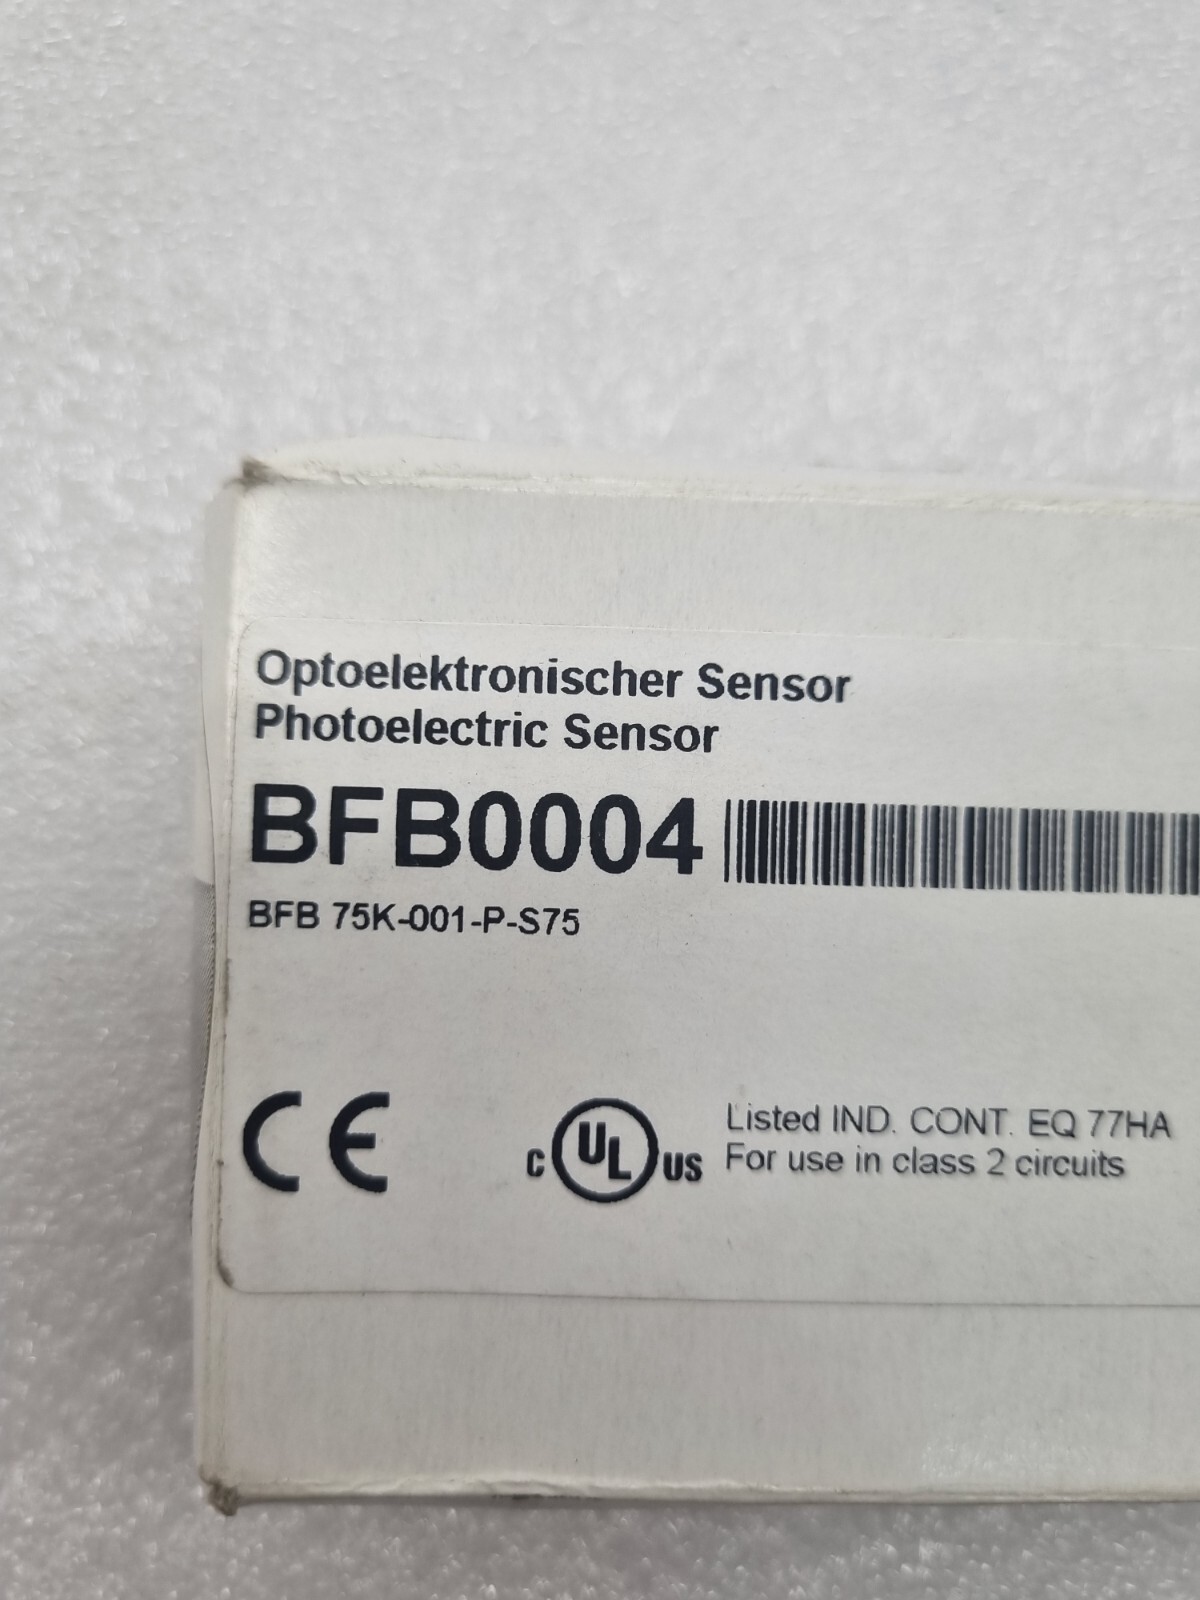 Optoelektronischer Sensor
Photoelectric Sensor
BFB0004
BFB 75K-001-P-S75
CE
C UL US
Listed IND. CONT. EQ 77HA
For use in class 2 circuits